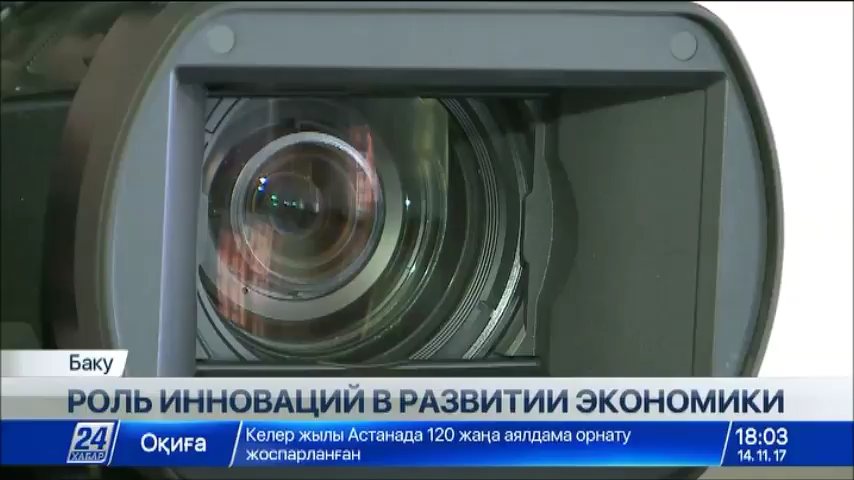 Баку
РОЛЬ ИННОВАЦИЙ В РАЗВИТИИ ЭКОНОМИКИ
24
ХАБАР
Оқиға
Келер жылы Астанада 120 жаңа аялдама орнату
жоспарланған
18:03
14.11.17